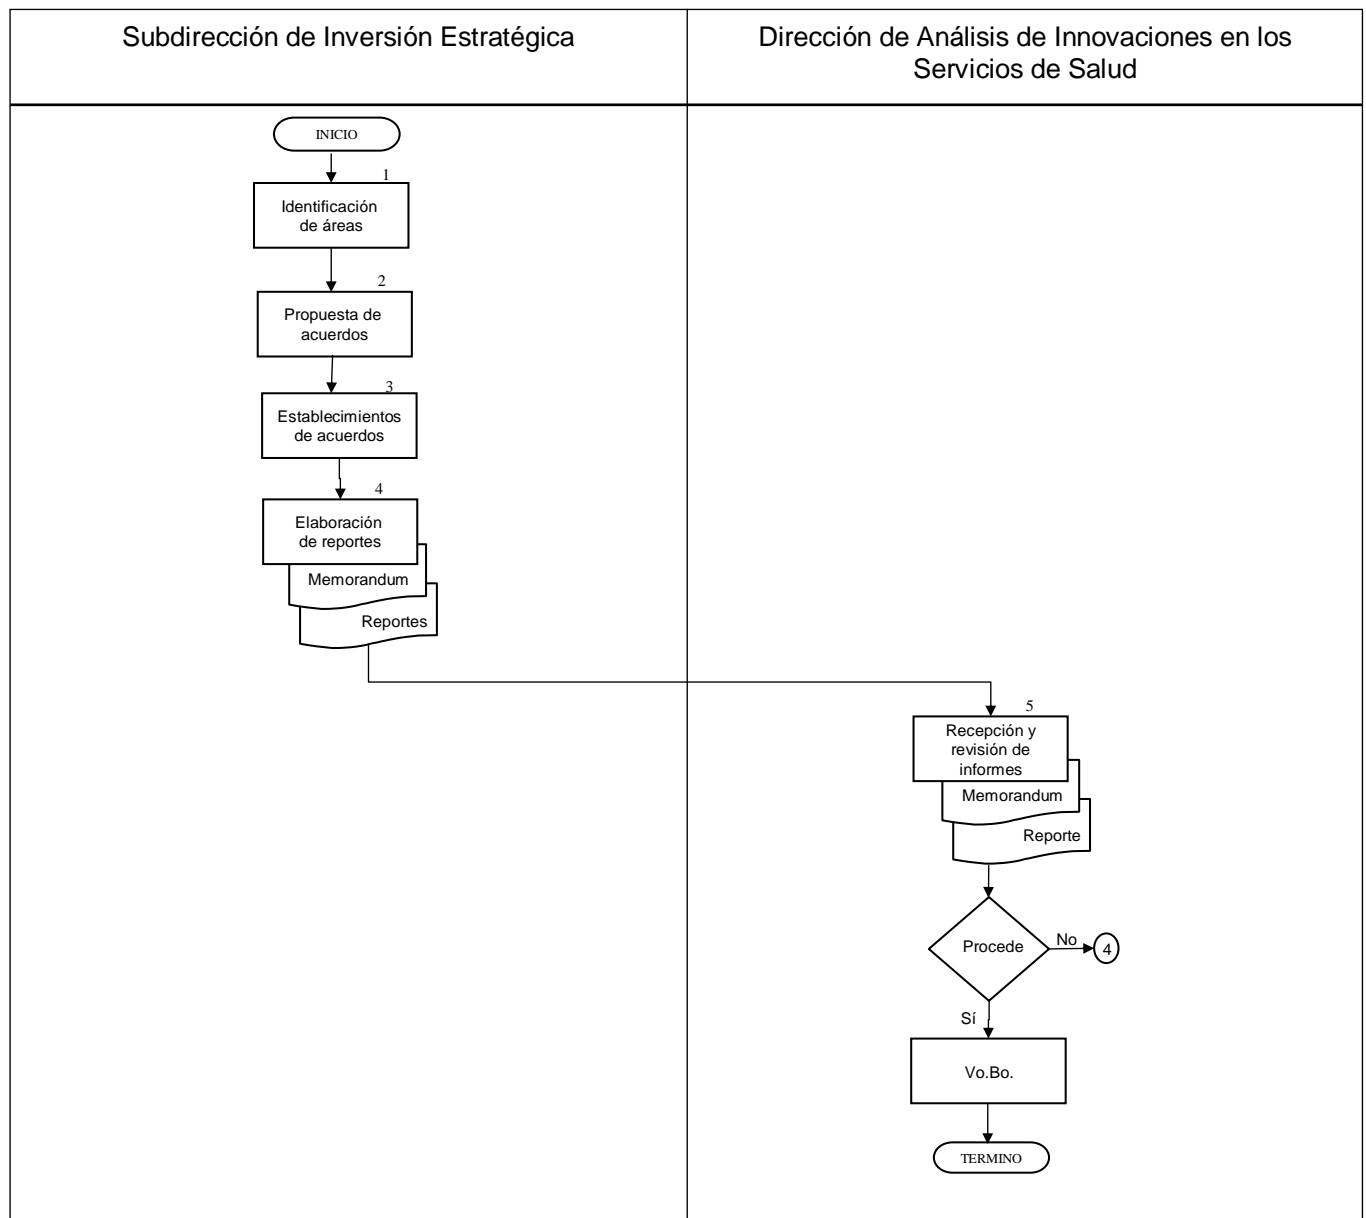 Subdirección de Inversión Estratégica
Dirección de Análisis de Innovaciones en los
Servicios de Salud
INICIO
1
Identificación
de áreas
2
Propuesta de
acuerdos
3
Establecimientos
de acuerdos
4
Elaboración
de reportes
Memorandum
Reportes
5
Recepción y
revisión de
informes
Memorandum
Reporte
Procede
No
4
Sí
Vo.Bo.
TERMINO